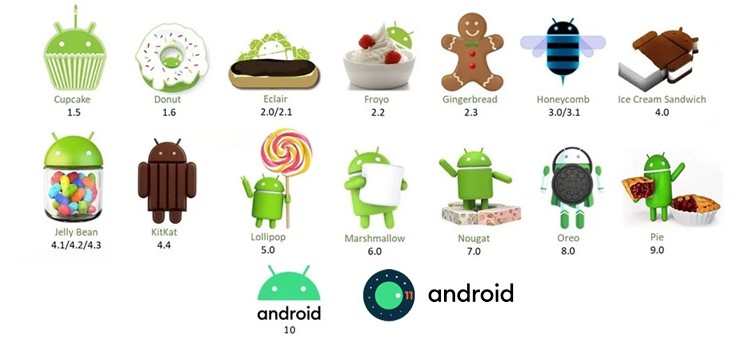 Cupcake
1.5
Donut
1.6
Eclair
2.0/2.1
Froyo
2.2
Gingerbread
2.3
Honeycomb
3.0/3.1
Ice Cream Sandwich
4.0
Jelly Bean
4.1/4.2/4.3
KitKat
4.4
Lollipop
5.0
Marshmallow
6.0
Nougat
7.0
Oreo
8.0
Pie
9.0
android
10
11
android